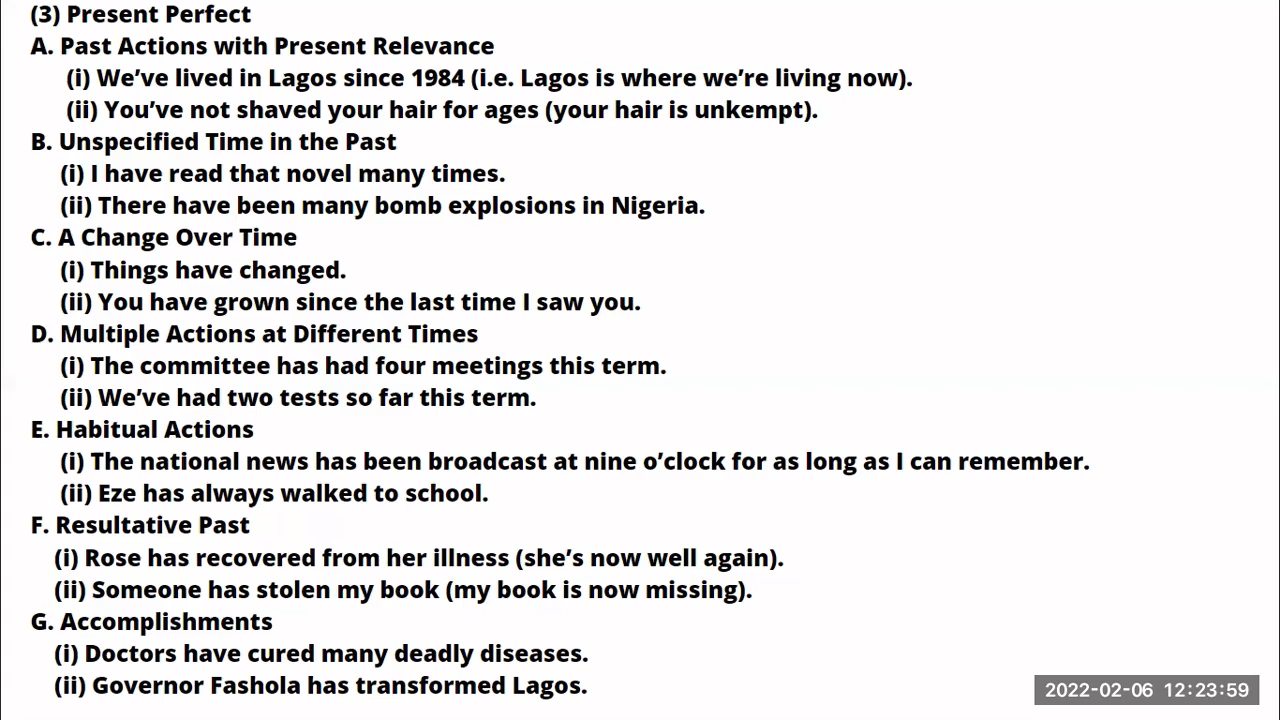 (3) Present Perfect
A. Past Actions with Present Relevance
(i) We’ve lived in Lagos since 1984 (i.e. Lagos is where we’re living now).
(ii) You’ve not shaved your hair for ages (your hair is unkempt).
B. Unspecified Time in the Past
(i) I have read that novel many times.
(ii) There have been many bomb explosions in Nigeria.
C. A Change Over Time
(i) Things have changed.
(ii) You have grown since the last time I saw you.
D. Multiple Actions at Different Times
(i) The committee has had four meetings this term.
(ii) We’ve had two tests so far this term.
E. Habitual Actions
(i) The national news has been broadcast at nine o’clock for as long as I can remember.
(ii) Eze has always walked to school.
F. Resultative Past
(i) Rose has recovered from her illness (she’s now well again).
(ii) Someone has stolen my book (my book is now missing).
G. Accomplishments
(i) Doctors have cured many deadly diseases.
(ii) Governor Fashola has transformed Lagos.
2022-02-06 12:23:59